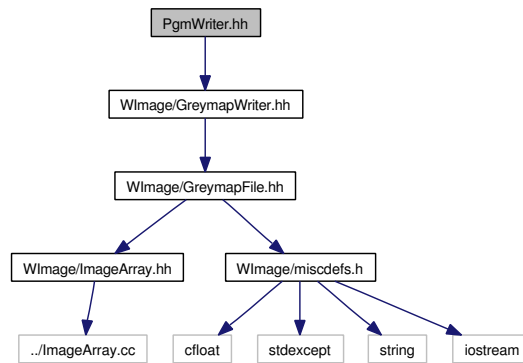 PgmWriter.hh
WImage/GreymapWriter.hh
WImage/GreymapFile.hh
WImage/ImageArray.hh
WImage/miscdefs.h
../ImageArray.cc
cfloat
stdexcept
string
iostream